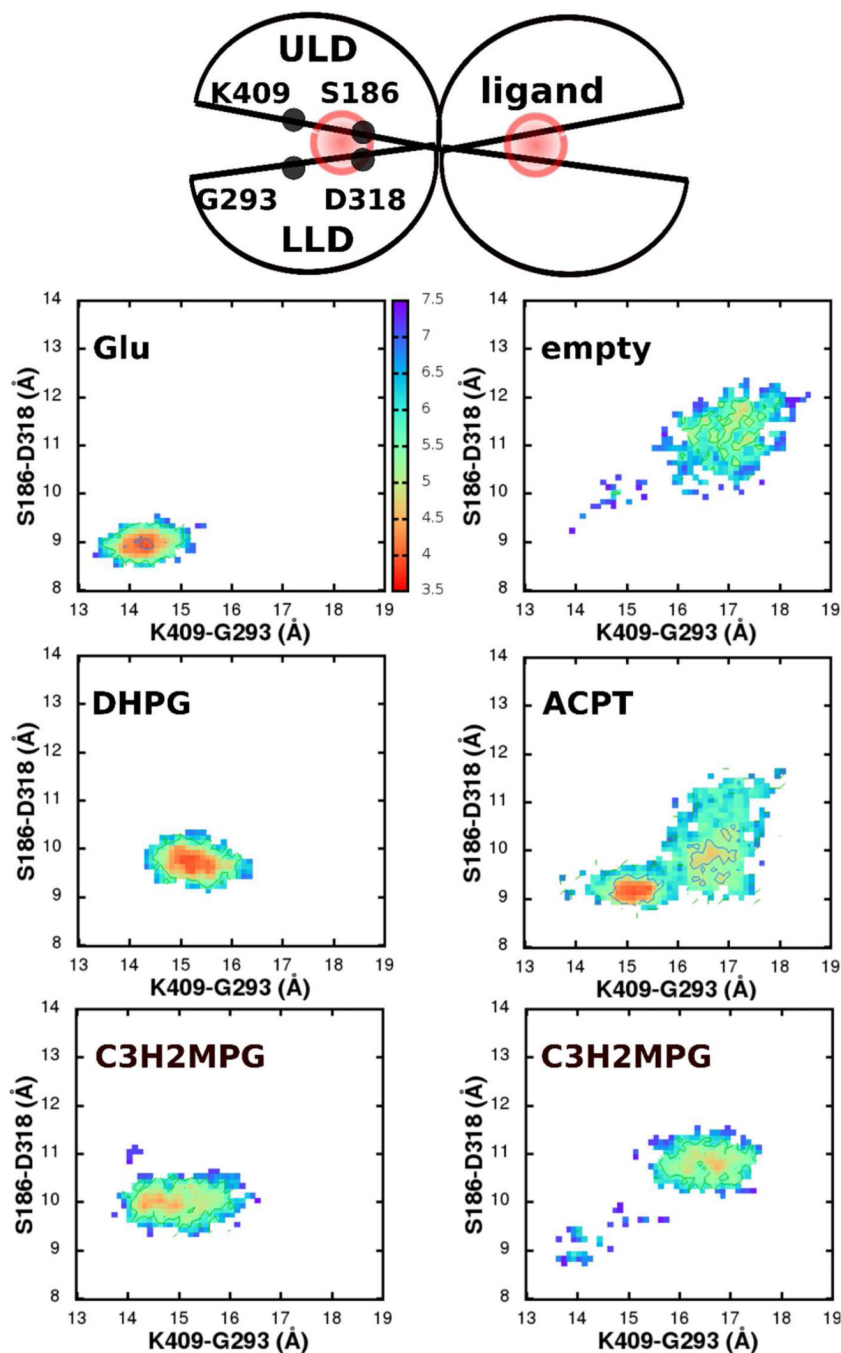 ULD
K409 S186 ligand
G293 D318
LLD
Glu
S186-D318 (Å)
14
13
12
11
10
9
8
13 14 15 16 17 18 19
K409-G293 (Å)
7.5
7
6.5
6
5.5
5
4.5
4
3.5
empty
S186-D318 (Å)
14
13
12
11
10
9
8
13 14 15 16 17 18 19
K409-G293 (Å)
DHPG
S186-D318 (Å)
14
13
12
11
10
9
8
13 14 15 16 17 18 19
K409-G293 (Å)
ACPT
S186-D318 (Å)
14
13
12
11
10
9
8
13 14 15 16 17 18 19
K409-G293 (Å)
C3H2MPG
S186-D318 (Å)
14
13
12
11
10
9
8
13 14 15 16 17 18 19
K409-G293 (Å)
C3H2MPG
S186-D318 (Å)
14
13
12
11
10
9
8
13 14 15 16 17 18 19
K409-G293 (Å)